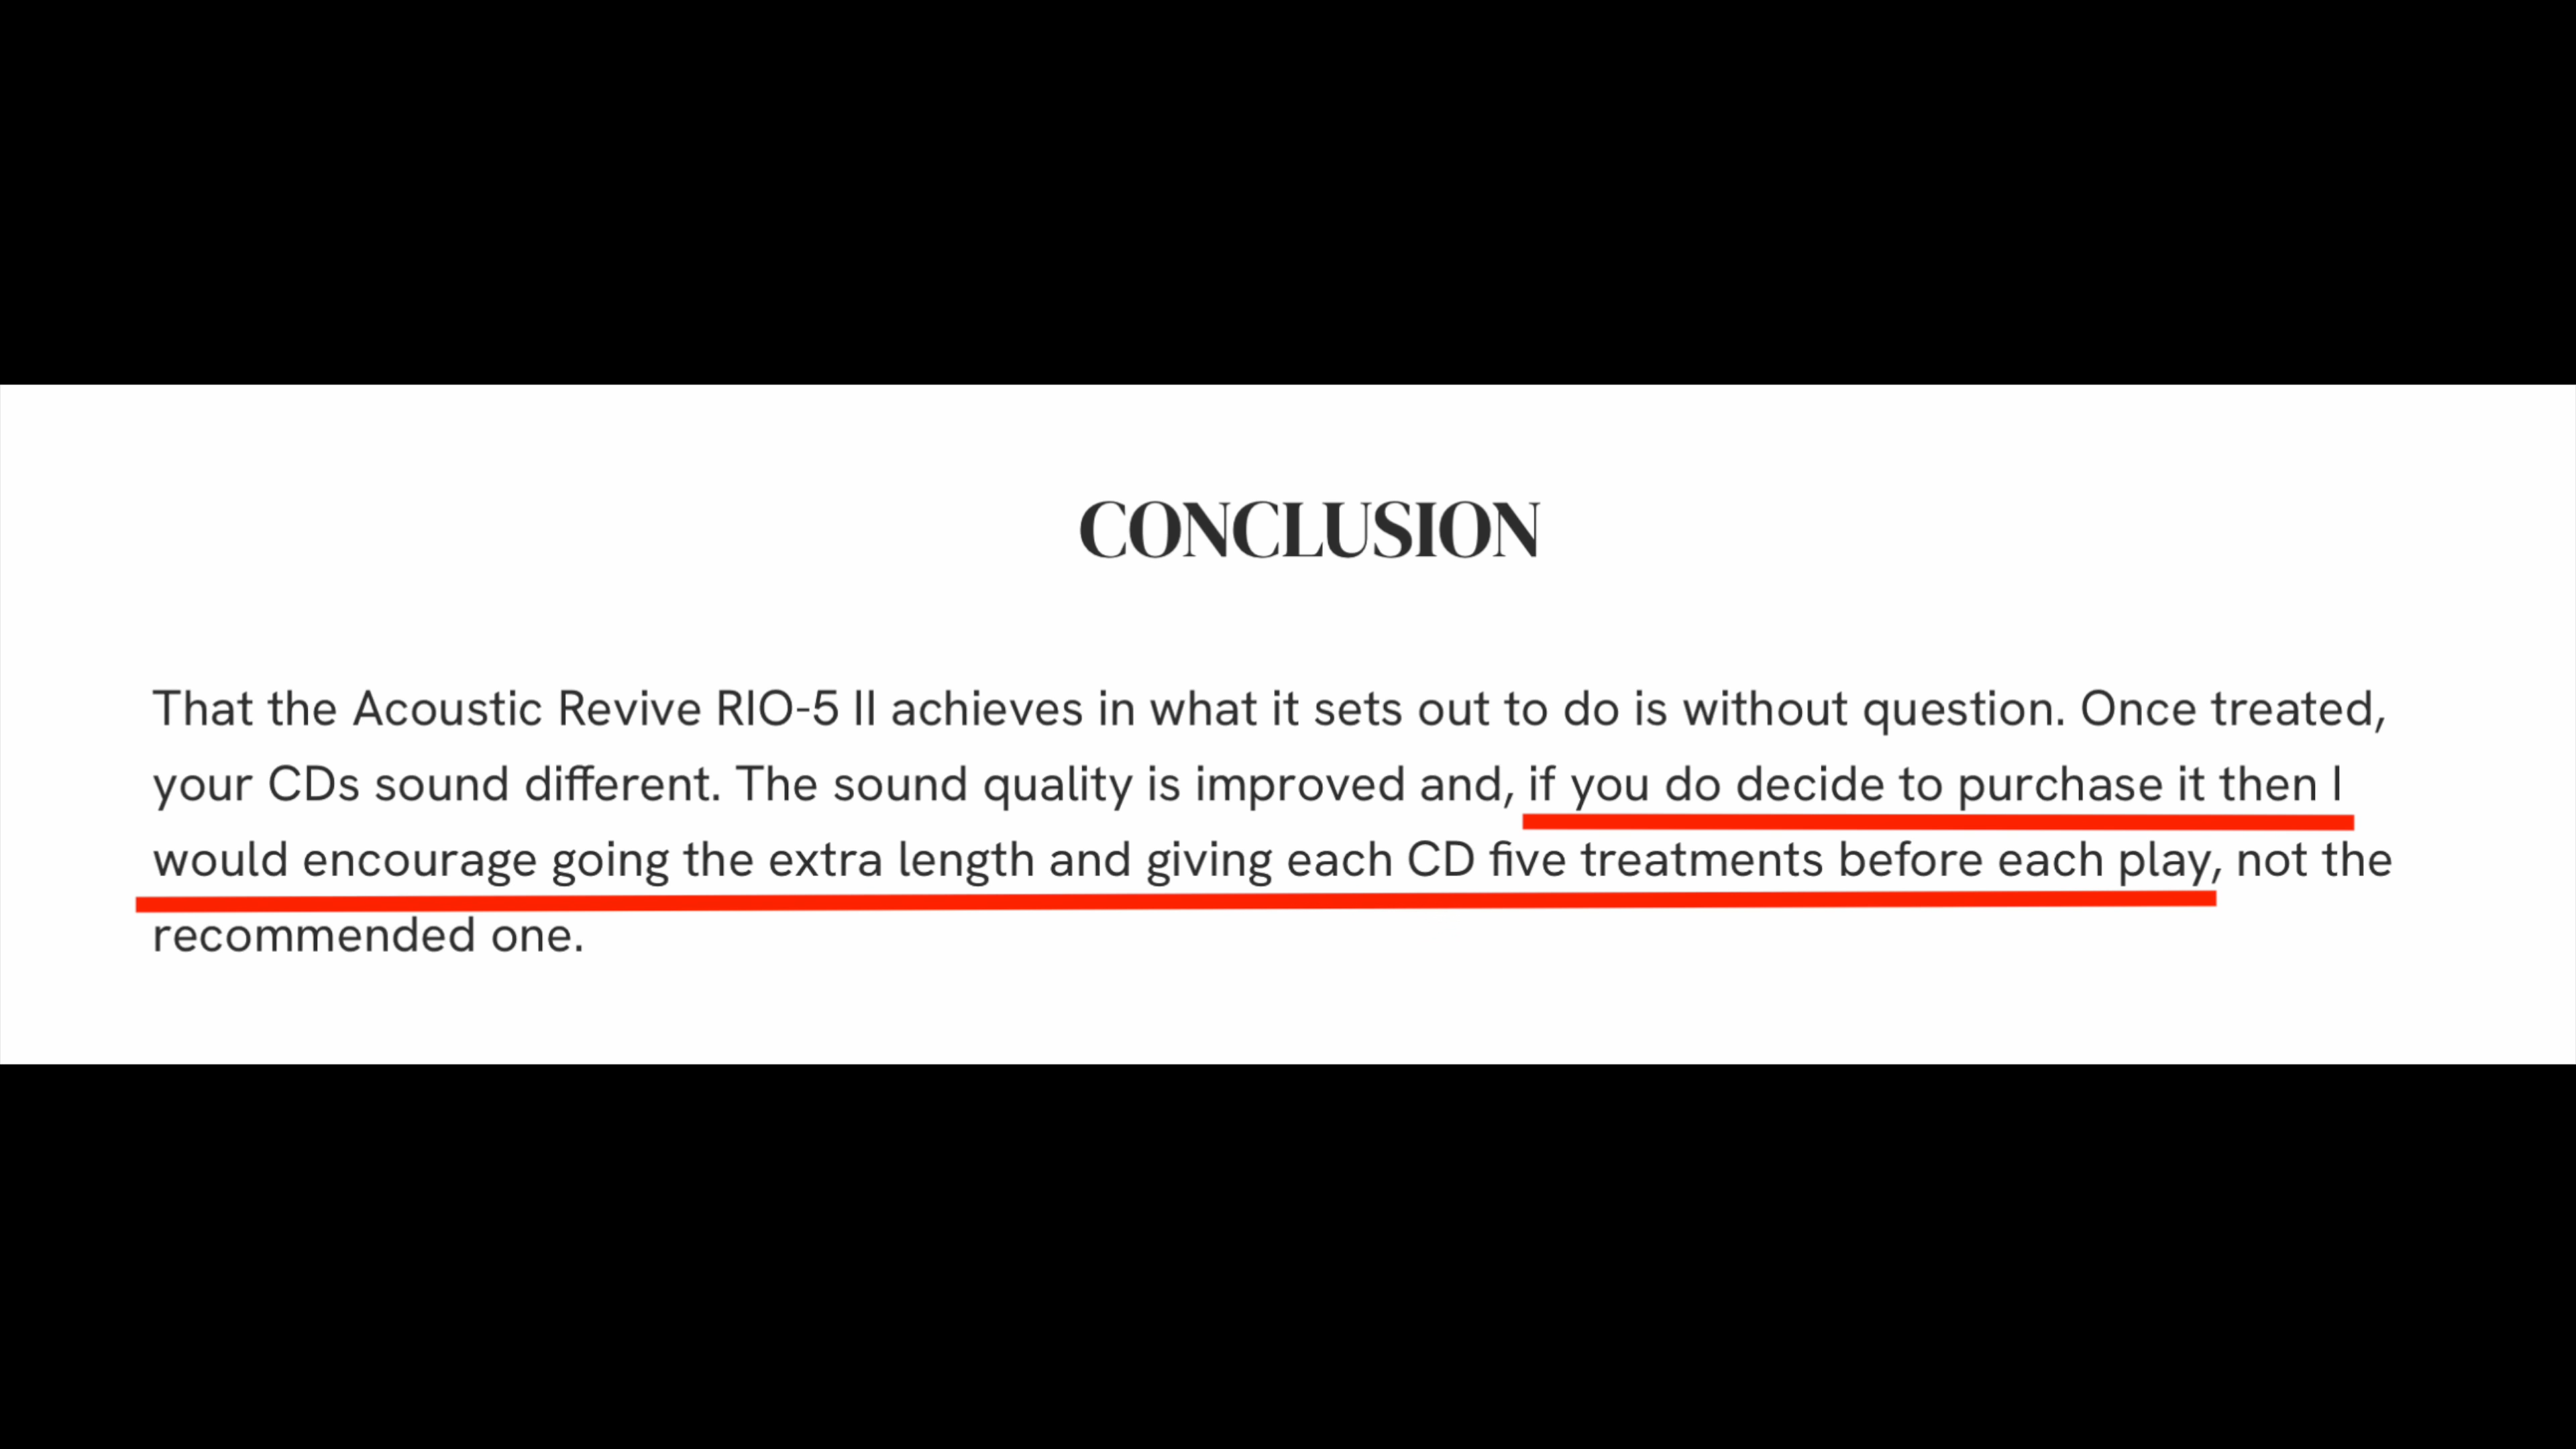 CONCLUSION
That the Acoustic Revive RIO-5 II achieves in what it sets out to do is without question. Once treated,
your CDs sound different. The sound quality is improved and, if you do decide to purchase it then I
would encourage going the extra length and giving each CD five treatments before each play, not the
recommended one.